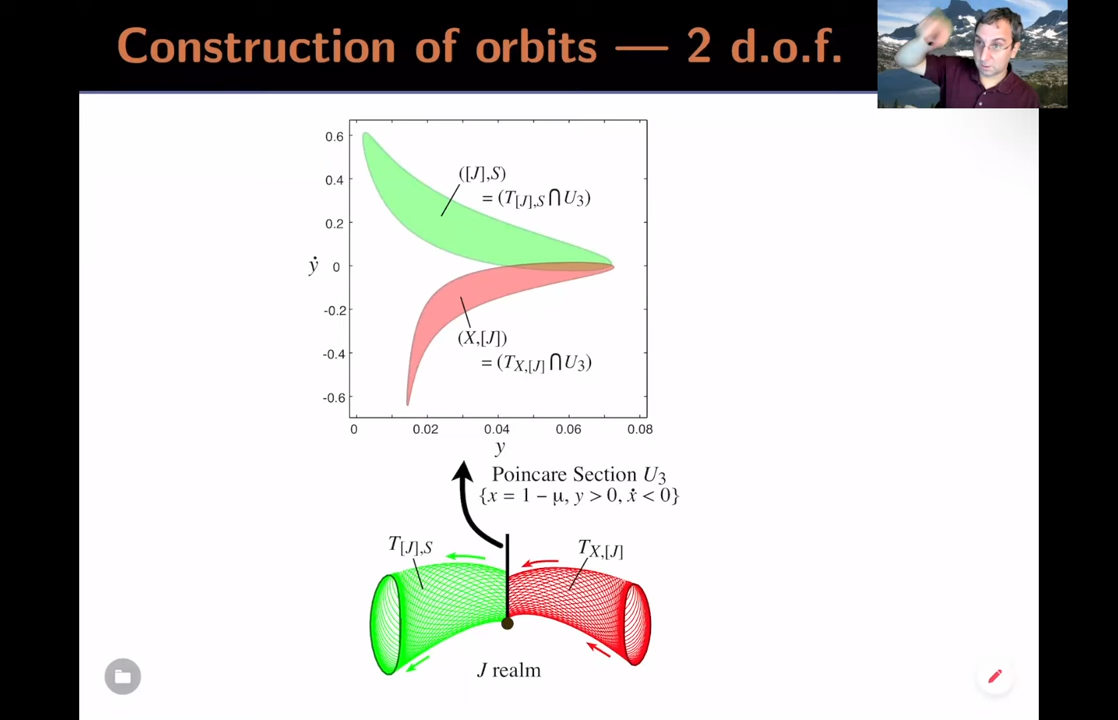 Construction of orbits — 2 d.o.f.
0.6
0.4
0.2
0
-0.2
-0.4
-0.6
ẏ
([J],S)
= (T[J],S ⋂ U3)
(X,[J])
= (TX,[J] ⋂ U3)
0 0.02 0.04 0.06 0.08
y
Poincare Section U3
{x = 1 − μ, y > 0, ẋ < 0}
T[J],S
TX,[J]
J realm